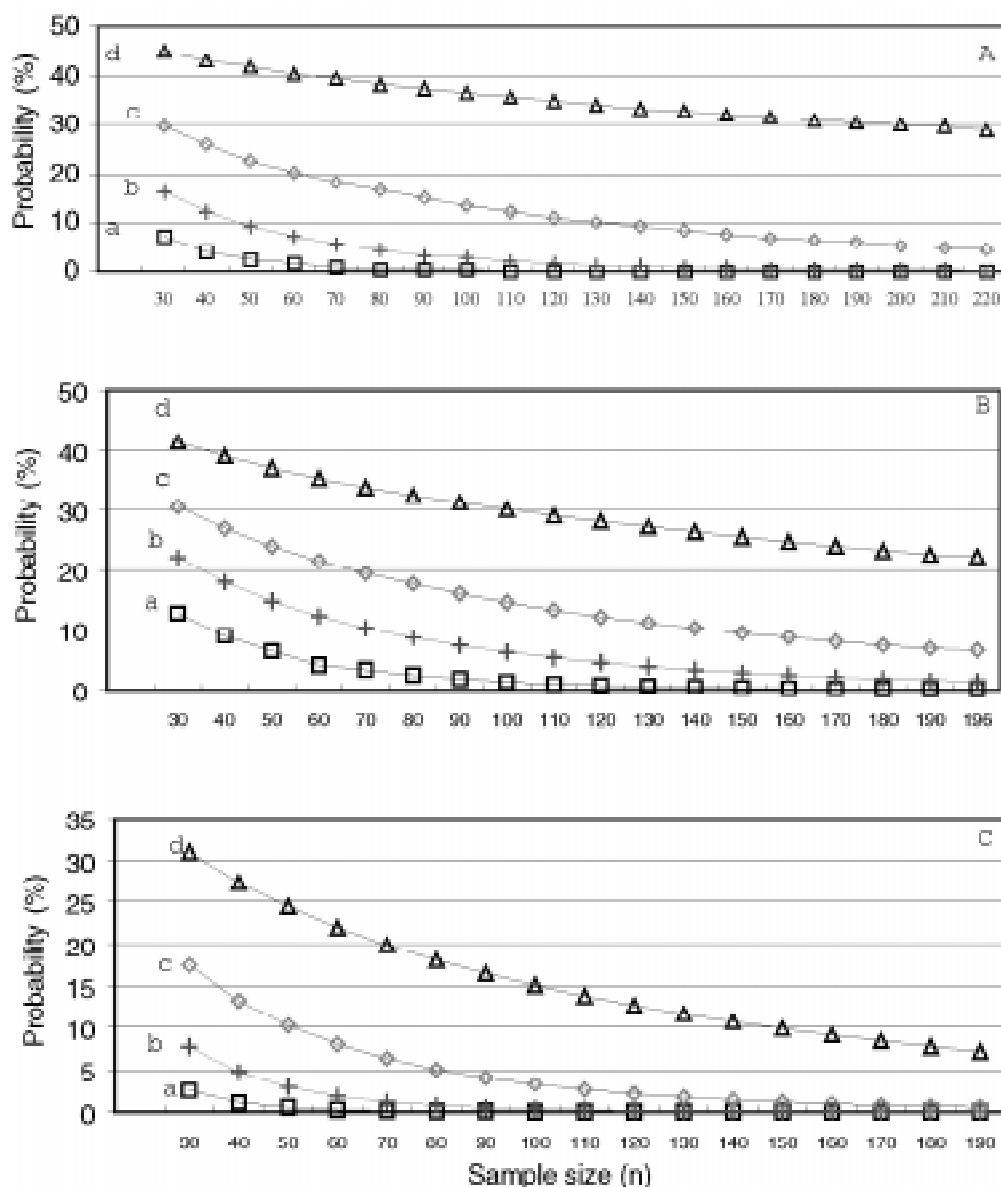 50
40
30
20
10
0
Probability (%)
d
c
b
a
A
30 40 50 60 70 80 90 100 110 120 130 140 150 160 170 180 190 200 210 220
50
40
30
20
10
0
Probability (%)
d
c
b
a
B
30 40 50 60 70 80 90 100 110 120 130 140 150 160 170 180 190 196
35
30
25
20
15
10
5
0
Probability (%)
d
c
b
a
C
30 40 50 60 70 80 90 100 110 120 130 140 150 160 170 180 190
Sample size (n)